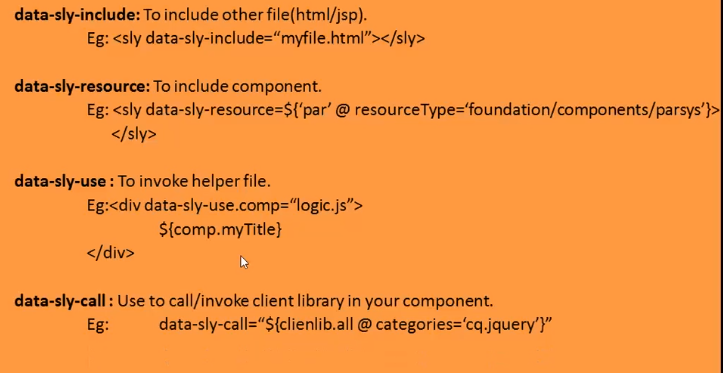 data-sly-include: To include other file(html/jsp).
Eg: <sly data-sly-include=“myfile.html”></sly>
data-sly-resource: To include component.
Eg: <sly data-sly-resource=${‘par’ @ resourceType=‘foundation/components/parsys’}>
</sly>
data-sly-use : To invoke helper file.
Eg:<div data-sly-use.comp=“logic.js”>
${comp.myTitle}
</div>
data-sly-call : Use to call/invoke client library in your component.
Eg: data-sly-call=“${clienlib.all @ categories=‘cq.jquery’}”